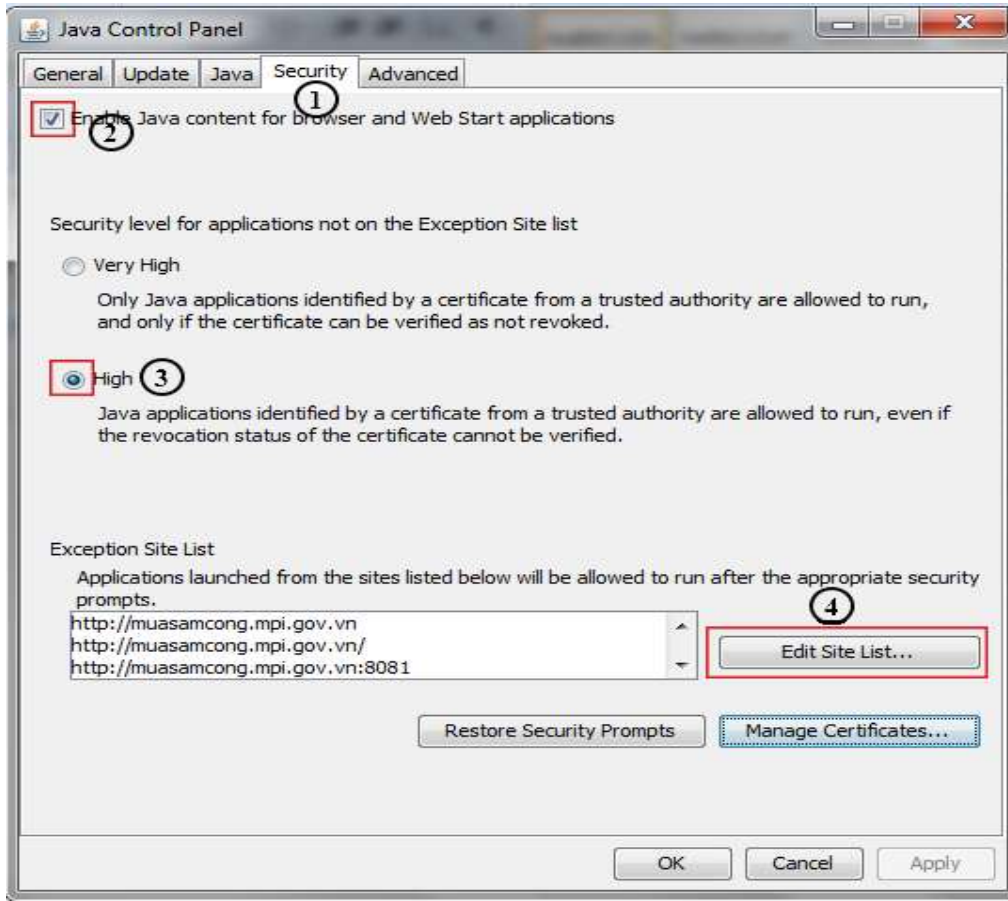 Java Control Panel
General Update Java Security Advanced
1
Enable Java content for browser and Web Start applications
2
Security level for applications not on the Exception Site list
Very High
Only Java applications identified by a certificate from a trusted authority are allowed to run,
and only if the certificate can be verified as not revoked.
High 3
Java applications identified by a certificate from a trusted authority are allowed to run, even if
the revocation status of the certificate cannot be verified.
Exception Site List
Applications launched from the sites listed below will be allowed to run after the appropriate security
prompts.
4
http://muasamcong.mpi.gov.vn
http://muasamcong.mpi.gov.vn/
http://muasamcong.mpi.gov.vn:8081
Edit Site List...
Restore Security Prompts Manage Certificates...
OK Cancel Apply